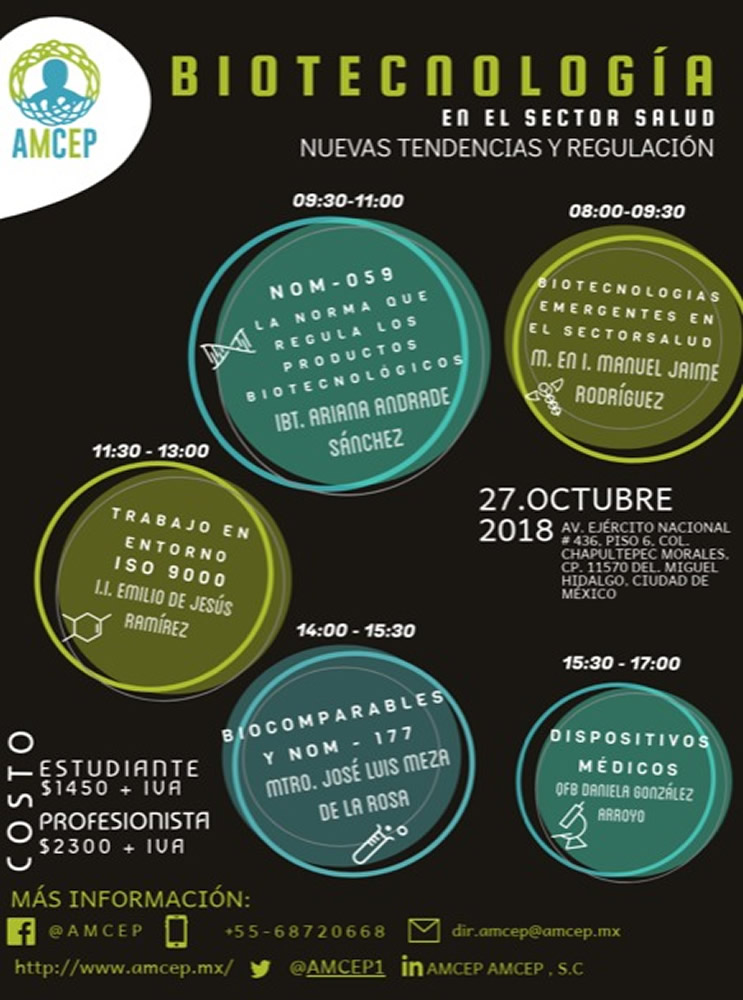 AMCEP
BIOTECNOLOGÍA
EN EL SECTOR SALUD
NUEVAS TENDENCIAS Y REGULACIÓN
09:30-11:00
NOM-059
LA NORMA QUE
REGULA LOS
PRODUCTOS
BIOTECNOLÓGICOS
IBT. ARIANA ANDRADE
SÁNCHEZ
08:00-09:30
BIOTECNOLOGIAS
EMERGENTES EN
EL SECTORSALUD
M. EN I. MANUEL JAIME
RODRÍGUEZ
11:30 - 13:00
TRABAJO EN
ENTORNO
ISO 9000
I.I. EMILIO DE JESÚS
RAMÍREZ
27.OCTUBRE
2018
AV. EJÉRCITO NACIONAL
# 436, PISO 6, COL.
CHAPULTEPEC MORALES,
CP. 11570 DEL. MIGUEL
HIDALGO, CIUDAD DE
MÉXICO
14:00 - 15:30
BIOCOMPARABLES
Y NOM - 177
MTRO. JOSÉ LUIS MEZA
DE LA ROSA
15:30 - 17:00
DISPOSITIVOS
MÉDICOS
QFB DANIELA GONZÁLEZ
ARROYO
COSTO
ESTUDIANTE
$1450 + IVA
PROFESIONISTA
$2300 + IVA
MÁS INFORMACIÓN:
@AMCEP +55-68720668 dir.amcep@amcep.mx
http://www.amcep.mx/ @AMCEP1 in AMCEP AMCEP , S.C